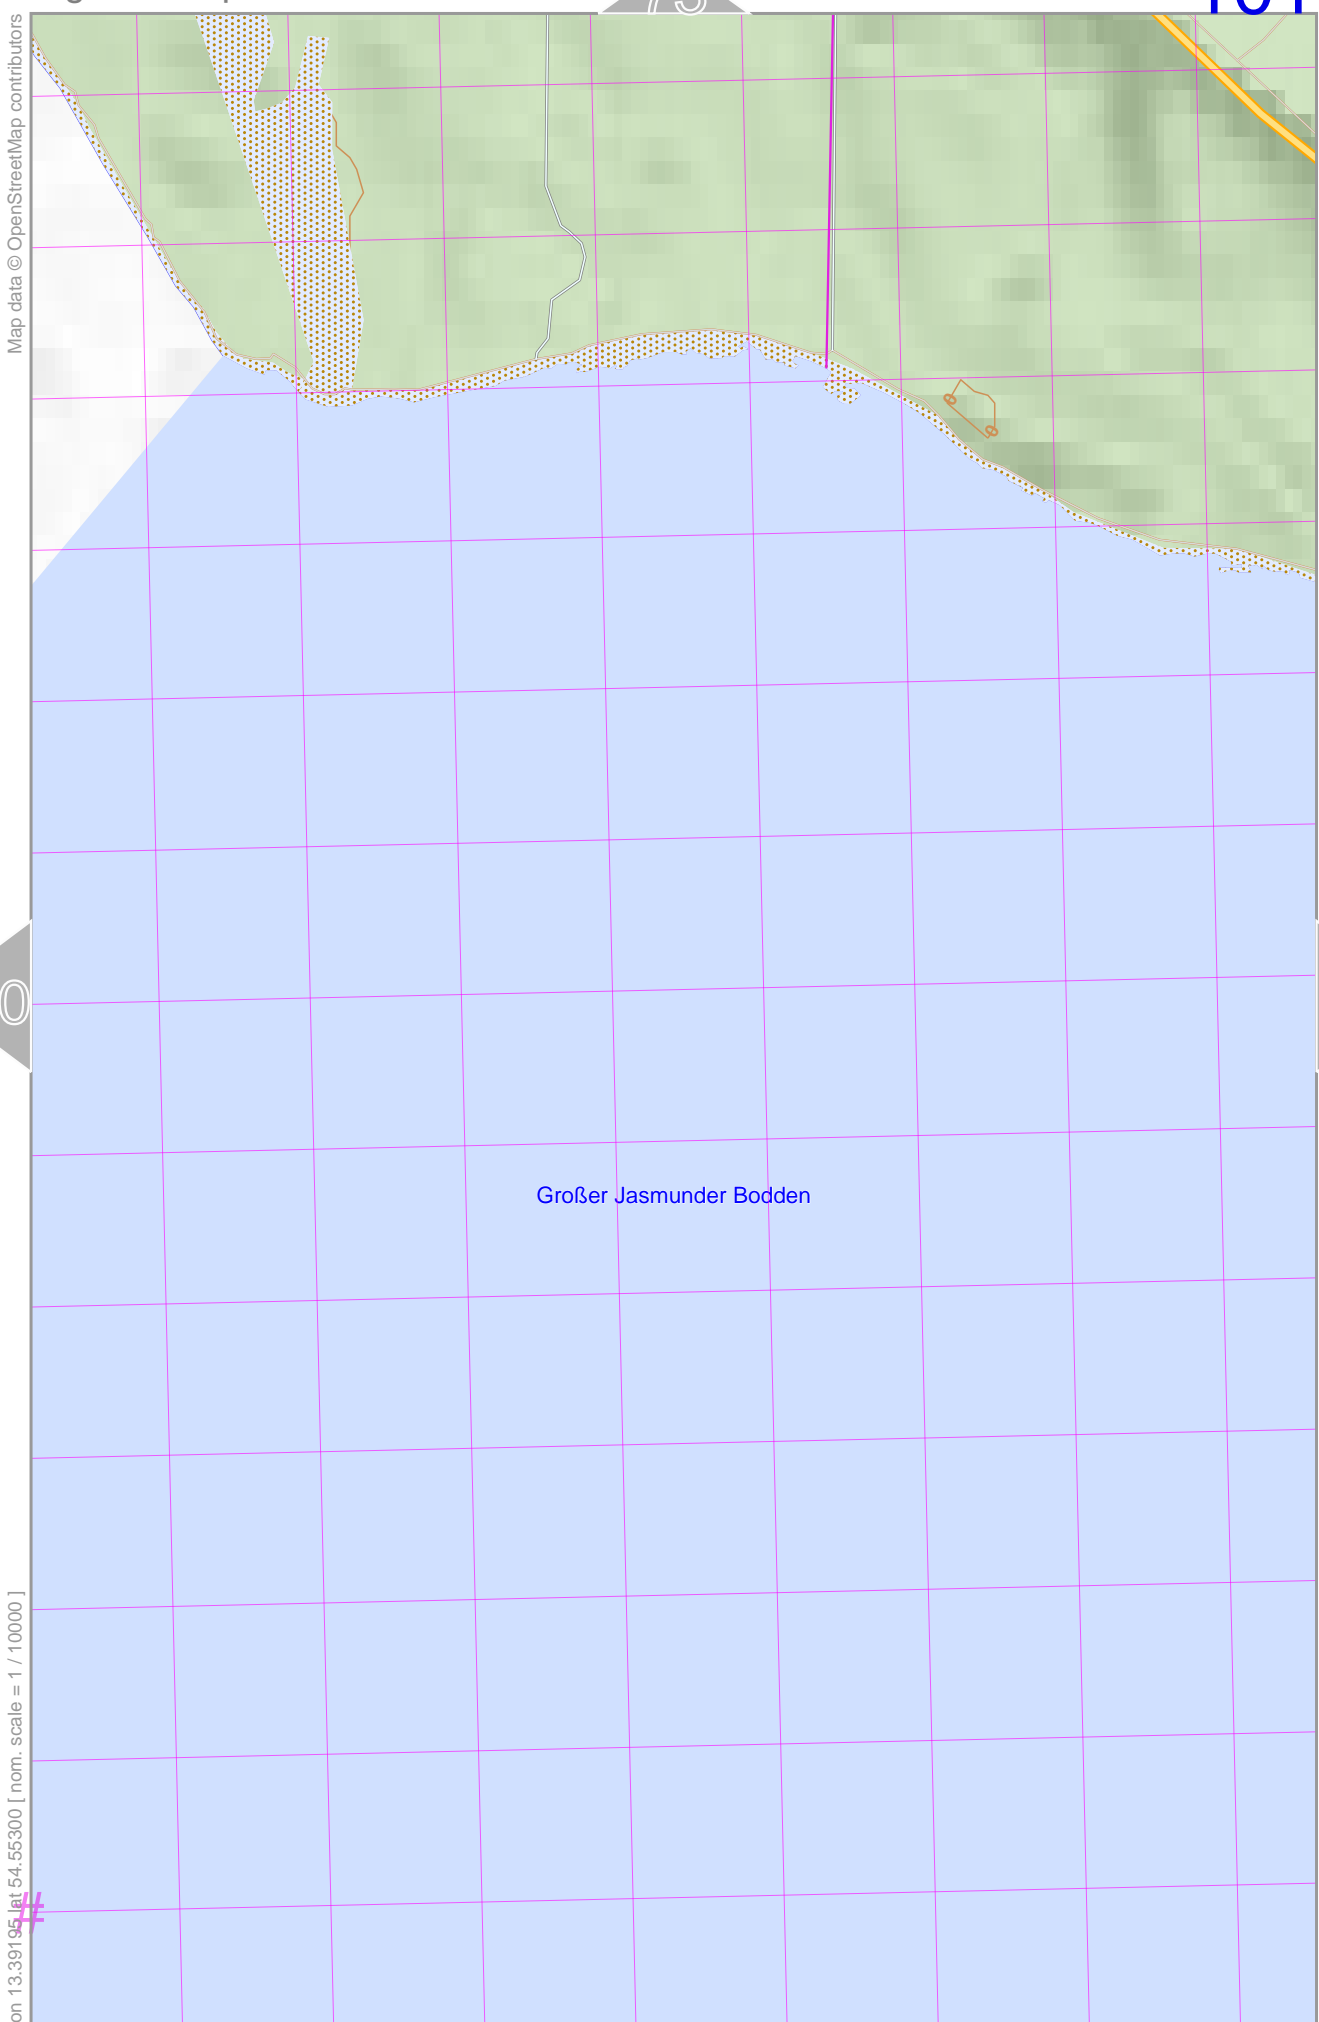 Map data © OpenStreetMap contributors
Großer Jasmunder Bodden
on 13.39195 lat 54.55300 [ nom. scale = 1 / 10000 ]
#